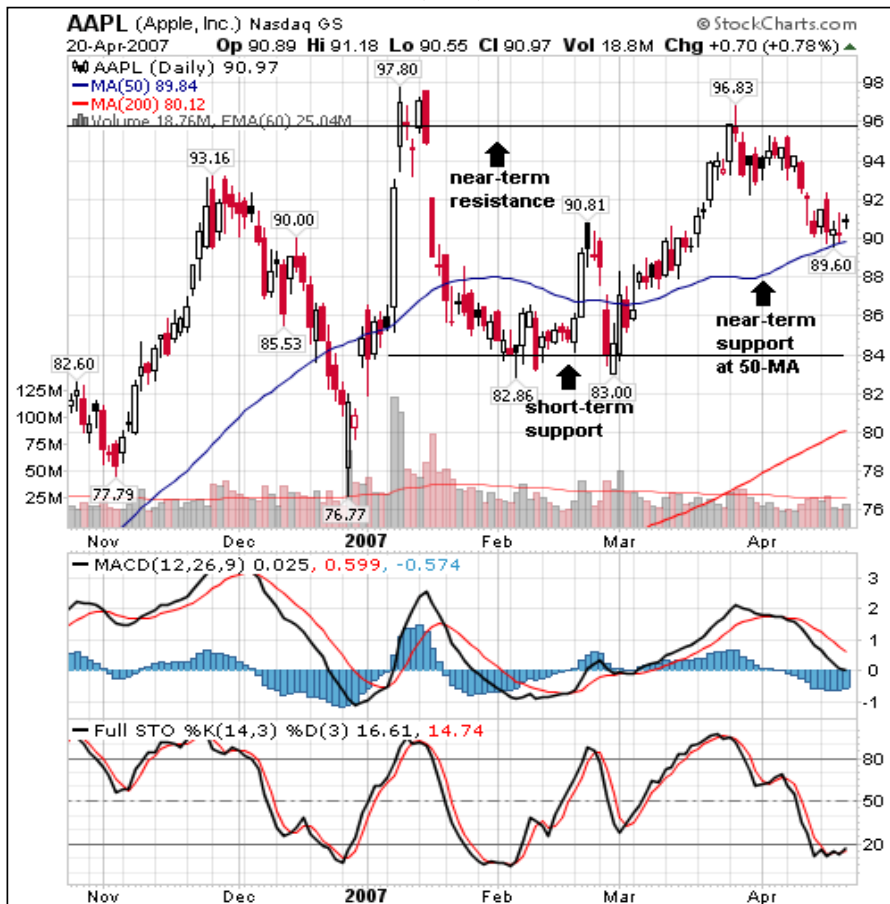 AAPL (Apple, Inc.) Nasdaq GS © StockCharts.com
20-Apr-2007 Op 90.89 Hi 91.18 Lo 90.55 Cl 90.97 Vol 18.8M Chg +0.70 (+0.78%)
AAPL (Daily) 90.97
MA(50) 89.84
MA(200) 80.12
Volume 18.76M, EMA(60) 25.04M
97.80
96.83
98
96
94
92
90
88
86
84
82
80
78
76
93.16
near-term
resistance
90.81
90.00
89.60
85.53
near-term
support
at 50-MA
82.60
82.86
83.00
short-term
support
125M
100M
75M
50M
25M
77.79
76.77
Nov Dec 2007 Feb Mar Apr
MACD(12,26,9) 0.025, 0.599, -0.574
3
2
1
0
-1
Full STO %K(14,3) %D(3) 16.61, 14.74
80
50
20
Nov Dec 2007 Feb Mar Apr